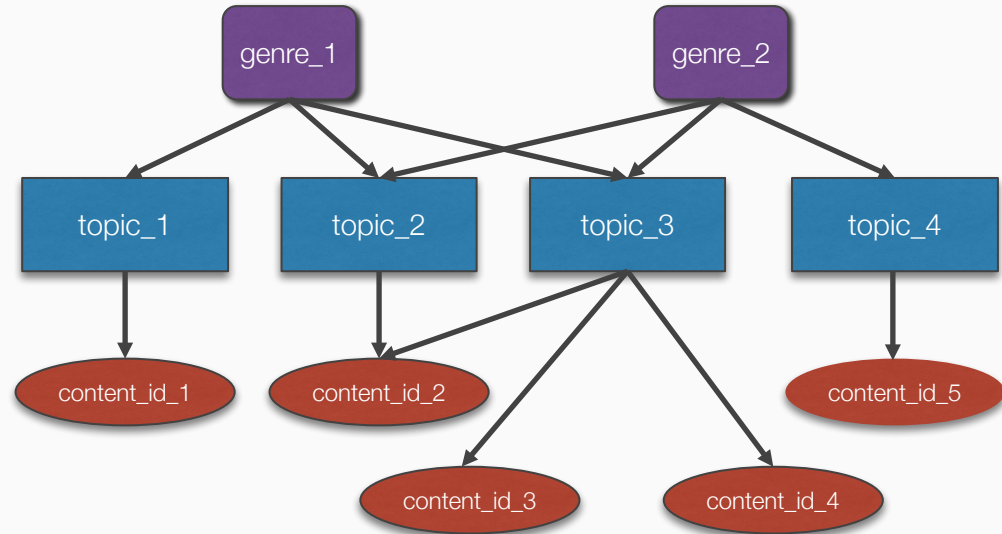 genre_1
genre_2
topic_1
topic_2
topic_3
topic_4
content_id_1
content_id_2
content_id_5
content_id_3
content_id_4